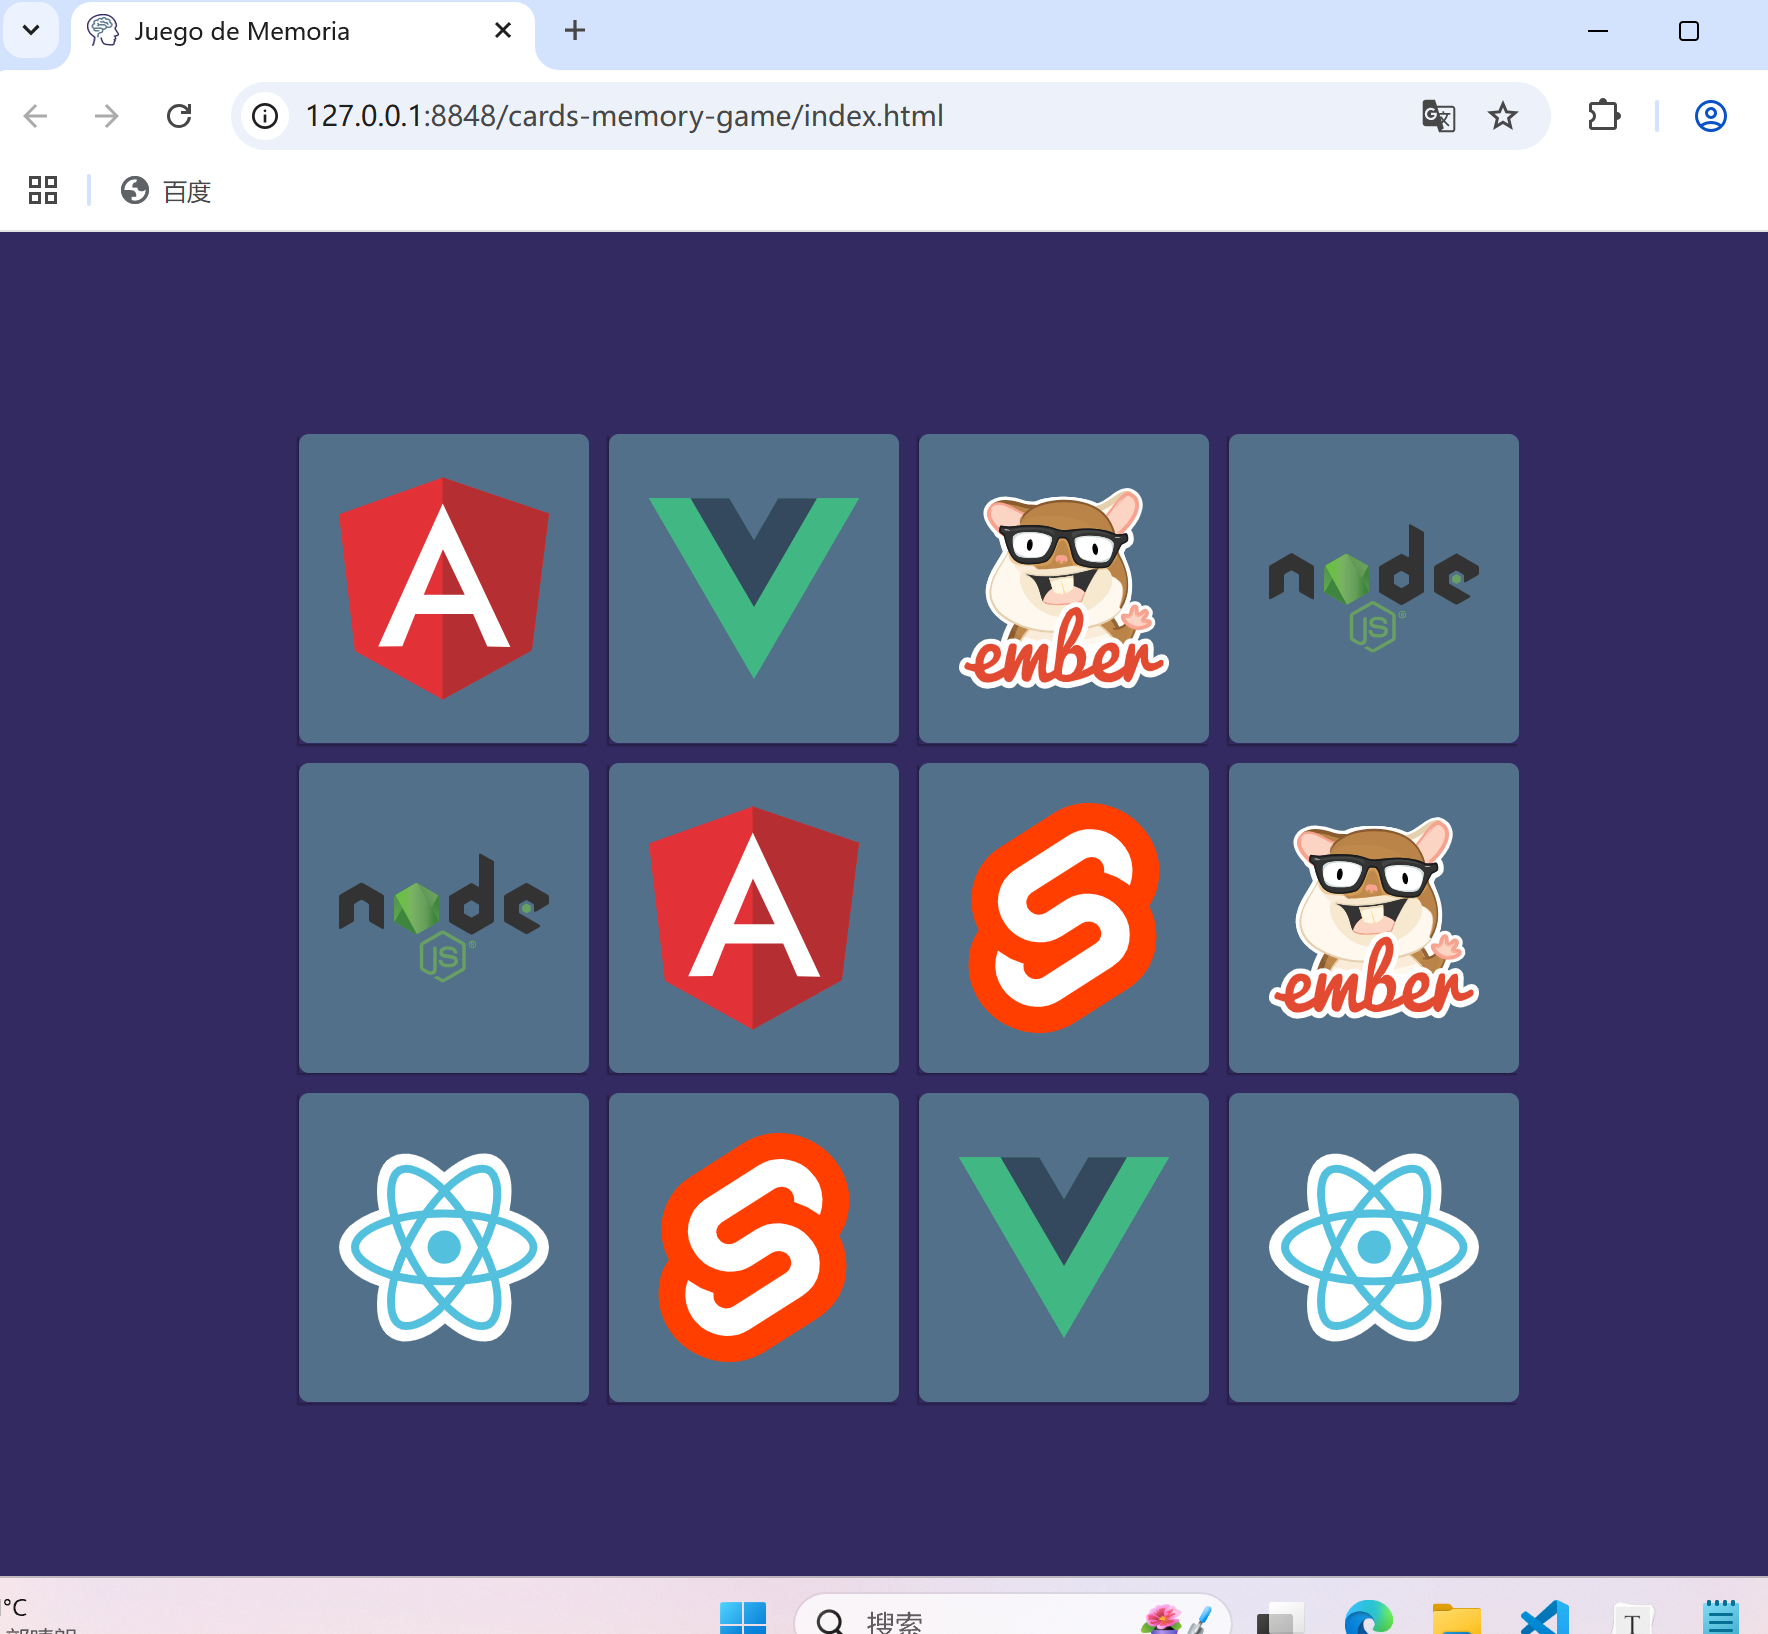 Juego de Memoria
127.0.0.1:8848/cards-memory-game/index.html
百度
ember
node
JS
node
JS
ember
°C
搜索
T